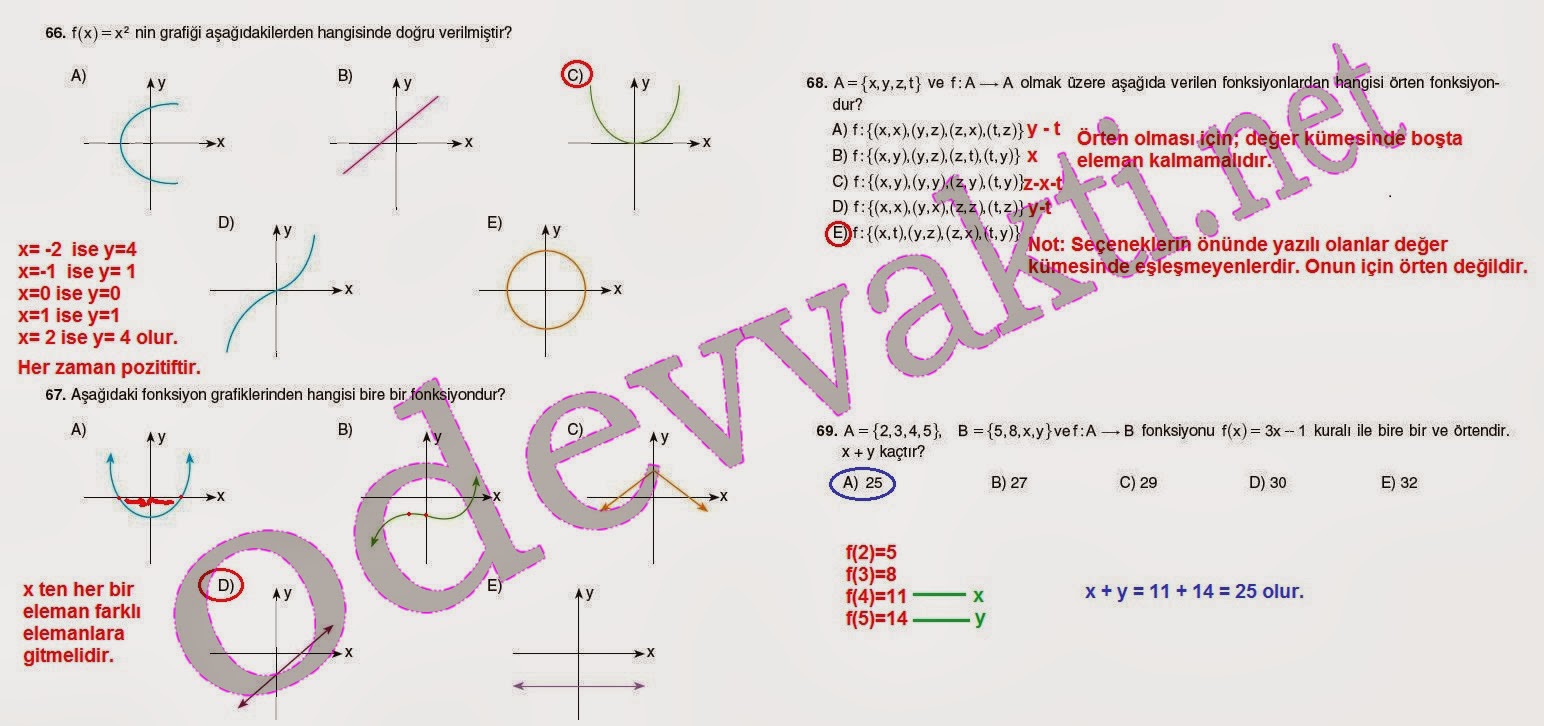 66. f(x) = x² nin grafiği aşağıdakilerden hangisinde doğru verilmiştir?
A) y x
B) y x
C) y x
D) y x
E) y x
x= -2 ise y=4
x=-1 ise y= 1
x=0 ise y=0
x=1 ise y=1
x= 2 ise y= 4 olur.
Her zaman pozitiftir.
67. Aşağıdaki fonksiyon grafiklerinden hangisi bire bir fonksiyondur?
A) y x
B) y x
C) y x
D) y x
E) y x
x ten her bir
eleman farklı
elemanlara
gitmelidir.
68. A = {x,y,z,t} ve f : A → A olmak üzere aşağıda verilen fonksiyonlardan hangisi örten fonksiyon-
dur?
A) f : {(x,x),(y,z),(z,x),(t,z)} y - t
B) f : {(x,y),(y,z),(z,t),(t,y)} x
C) f : {(x,y),(y,y),(z,y),(t,y)} z-x-t
D) f : {(x,x),(y,x),(z,z),(t,z)} y-t
E) f : {(x,t),(y,z),(z,x),(t,y)}
Örten olması için; değer kümesinde boşta
eleman kalmamalıdır.
Not: Seçeneklerin önünde yazılı olanlar değer
kümesinde eşleşmeyenlerdir. Onun için örten değildir.
69. A = {2,3,4,5}, B = {5,8,x,y} ve f : A → B fonksiyonu f(x) = 3x - 1 kuralı ile bire bir ve örtendir.
x + y kaçtır?
A) 25 B) 27 C) 29 D) 30 E) 32
f(2)=5
f(3)=8
f(4)=11 x
f(5)=14 y
x + y = 11 + 14 = 25 olur.
odevvakti.net